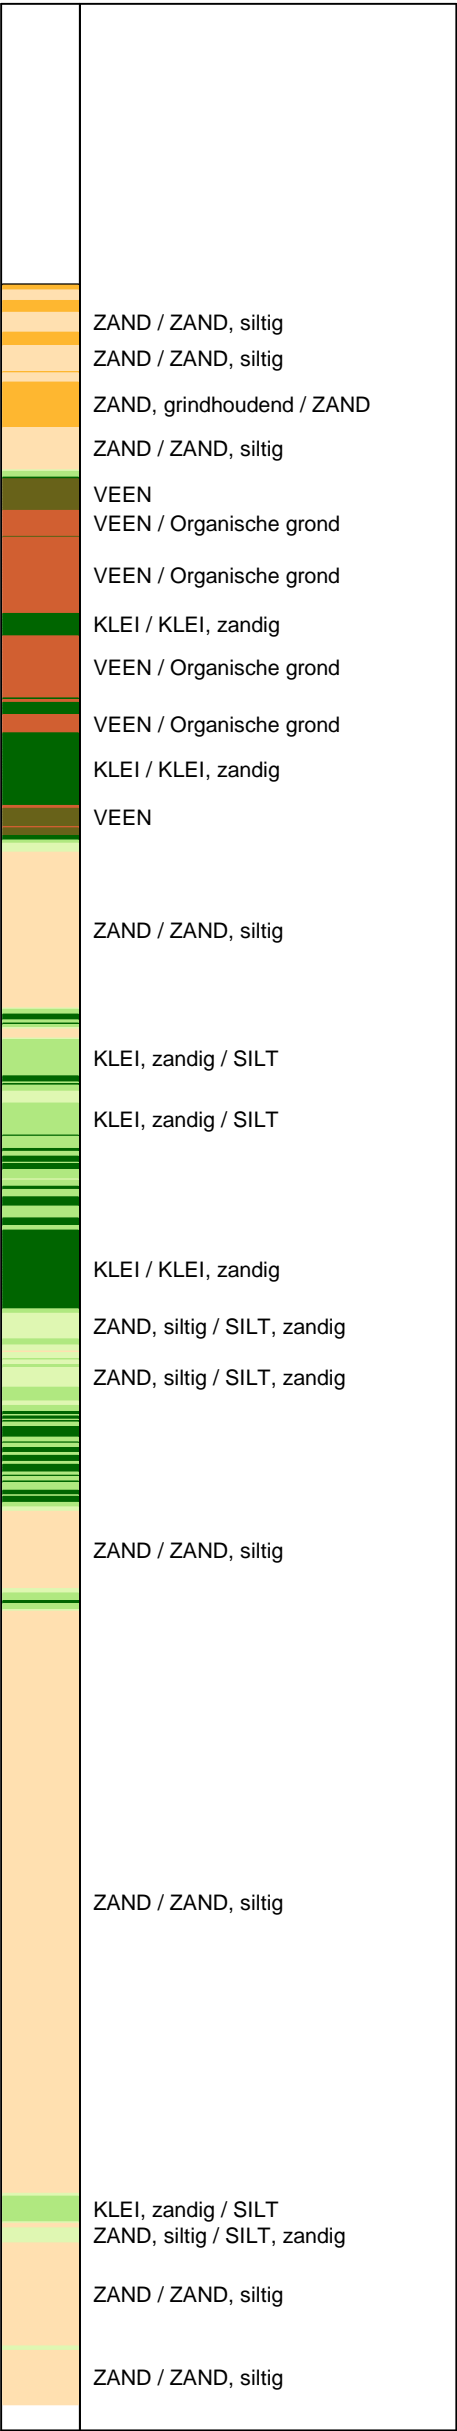 ZAND / ZAND, siltig
ZAND / ZAND, siltig
ZAND, grindhoudend / ZAND
ZAND / ZAND, siltig
VEEN
VEEN / Organische grond
VEEN / Organische grond
KLEI / KLEI, zandig
VEEN / Organische grond
VEEN / Organische grond
KLEI / KLEI, zandig
VEEN
ZAND / ZAND, siltig
KLEI, zandig / SILT
KLEI, zandig / SILT
KLEI / KLEI, zandig
ZAND, siltig / SILT, zandig
ZAND, siltig / SILT, zandig
ZAND / ZAND, siltig
ZAND / ZAND, siltig
KLEI, zandig / SILT
ZAND, siltig / SILT, zandig
ZAND / ZAND, siltig
ZAND / ZAND, siltig